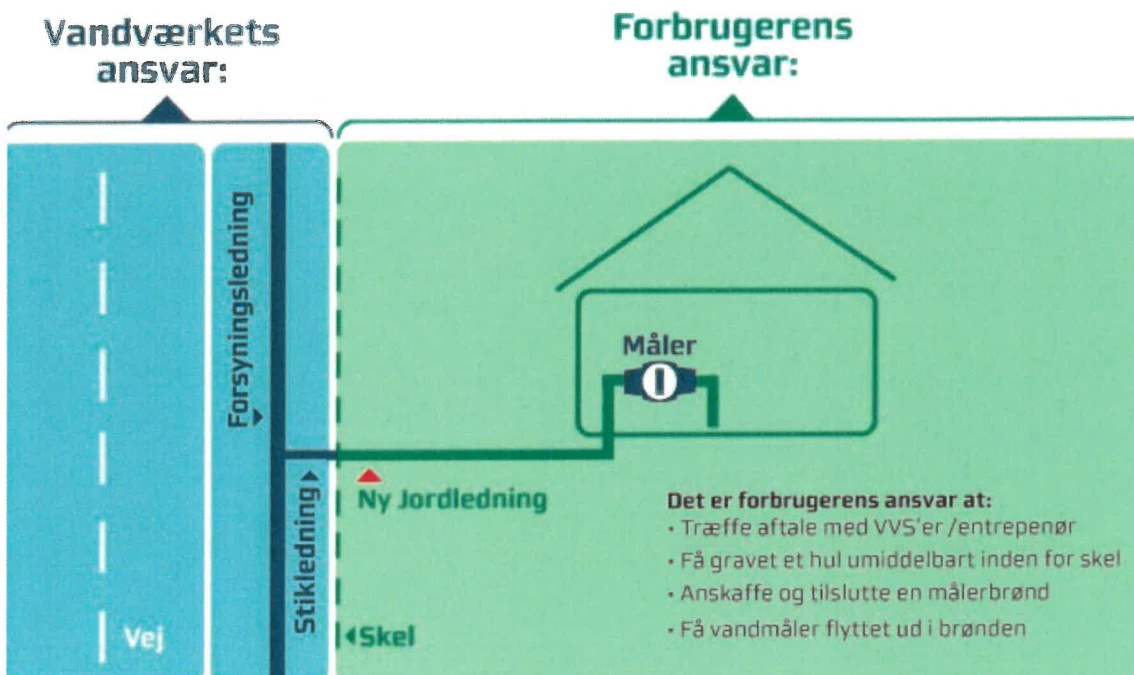 Vandværkets
ansvar:
Forbrugerens
ansvar:
Forsyningsledning
Måler
Stikledning
Ny Jordledning
Vej
Skel
Det er forbrugerens ansvar at:
• Træffe aftale med VVS'er /entrepenør
• Få gravet et hul umiddelbart inden for skel
• Anskaffe og tilslutte en målerbrønd
• Få vandmåler flyttet ud i brønden